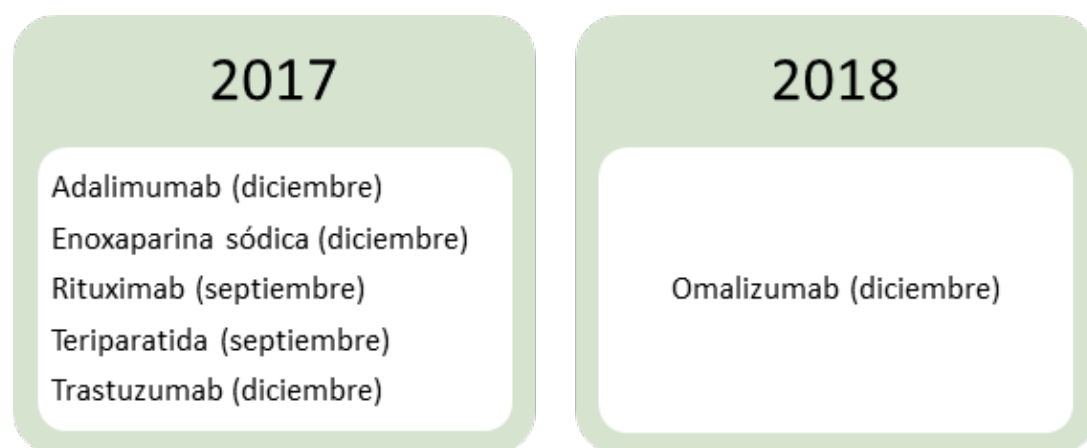 2017
Adalimumab (diciembre)
Enoxaparina sódica (diciembre)
Rituximab (septiembre)
Teriparatida (septiembre)
Trastuzumab (diciembre)
2018
Omalizumab (diciembre)